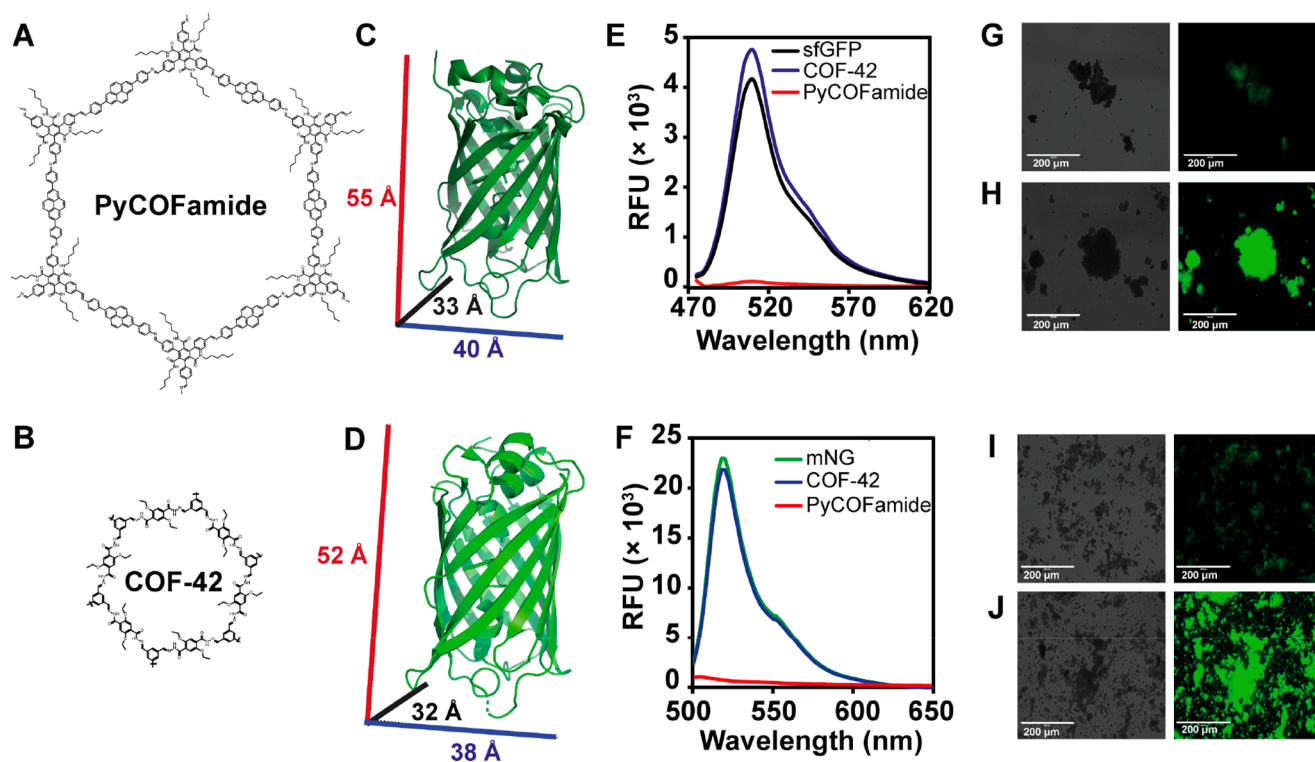 A
PyCOFamide
B
COF-42
C
55 Å
33 Å
40 Å
D
52 Å
32 Å
38 Å
E
RFU (× 10³)
5
4
3
2
1
0
sfGFP
COF-42
PyCOFamide
470 520 570 620
Wavelength (nm)
F
RFU (× 10³)
25
20
15
10
5
0
mNG
COF-42
PyCOFamide
500 550 600 650
Wavelength (nm)
G
200 µm
200 µm
H
200 µm
200 µm
I
200 µm
200 µm
J
200 µm
200 µm